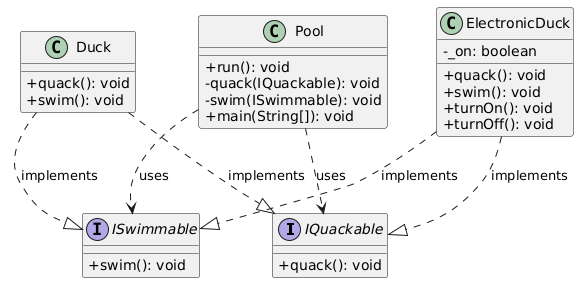 C Duck
+quack(): void
+swim(): void
C Pool
+run(): void
-quack(IQuackable): void
-swim(ISwimmable): void
+main(String[]): void
C ElectronicDuck
-_on: boolean
+quack(): void
+swim(): void
+turnOn(): void
+turnOff(): void
implements
uses
implements
uses
implements
implements
I ISwimmable
+swim(): void
I IQuackable
+quack(): void